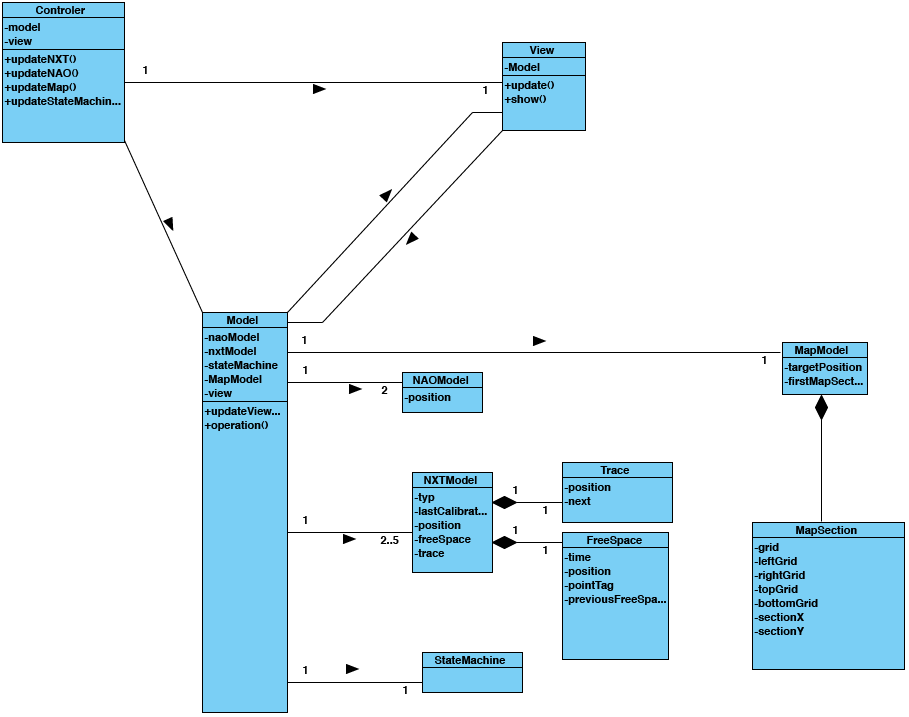 Controler
-model
-view
+updateNXT()
+updateNAO()
+updateMap()
+updateStateMachin...
1
1
View
-Model
+update()
+show()
Model
-naoModel
-nxtModel
-stateMachine
-MapModel
-view
+updateView...
+operation()
1
1
MapModel
-targetPosition
-firstMapSect...
1
2
NAOModel
-position
NXTModel
-typ
-lastCalibrat...
-position
-freeSpace
-trace
1
2..5
1
1
Trace
-position
-next
1
1
FreeSpace
-time
-position
-pointTag
-previousFreeSpa...
MapSection
-grid
-leftGrid
-rightGrid
-topGrid
-bottomGrid
-sectionX
-sectionY
1
1
StateMachine